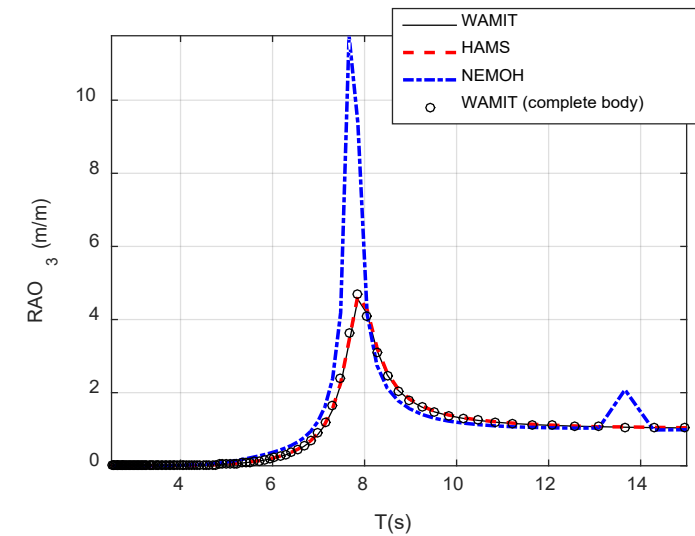 WAMIT
HAMS
NEMOH
WAMIT (complete body)
10
8
6
4
2
0
RAO 3 (m/m)
4 6 8 10 12 14
T(s)